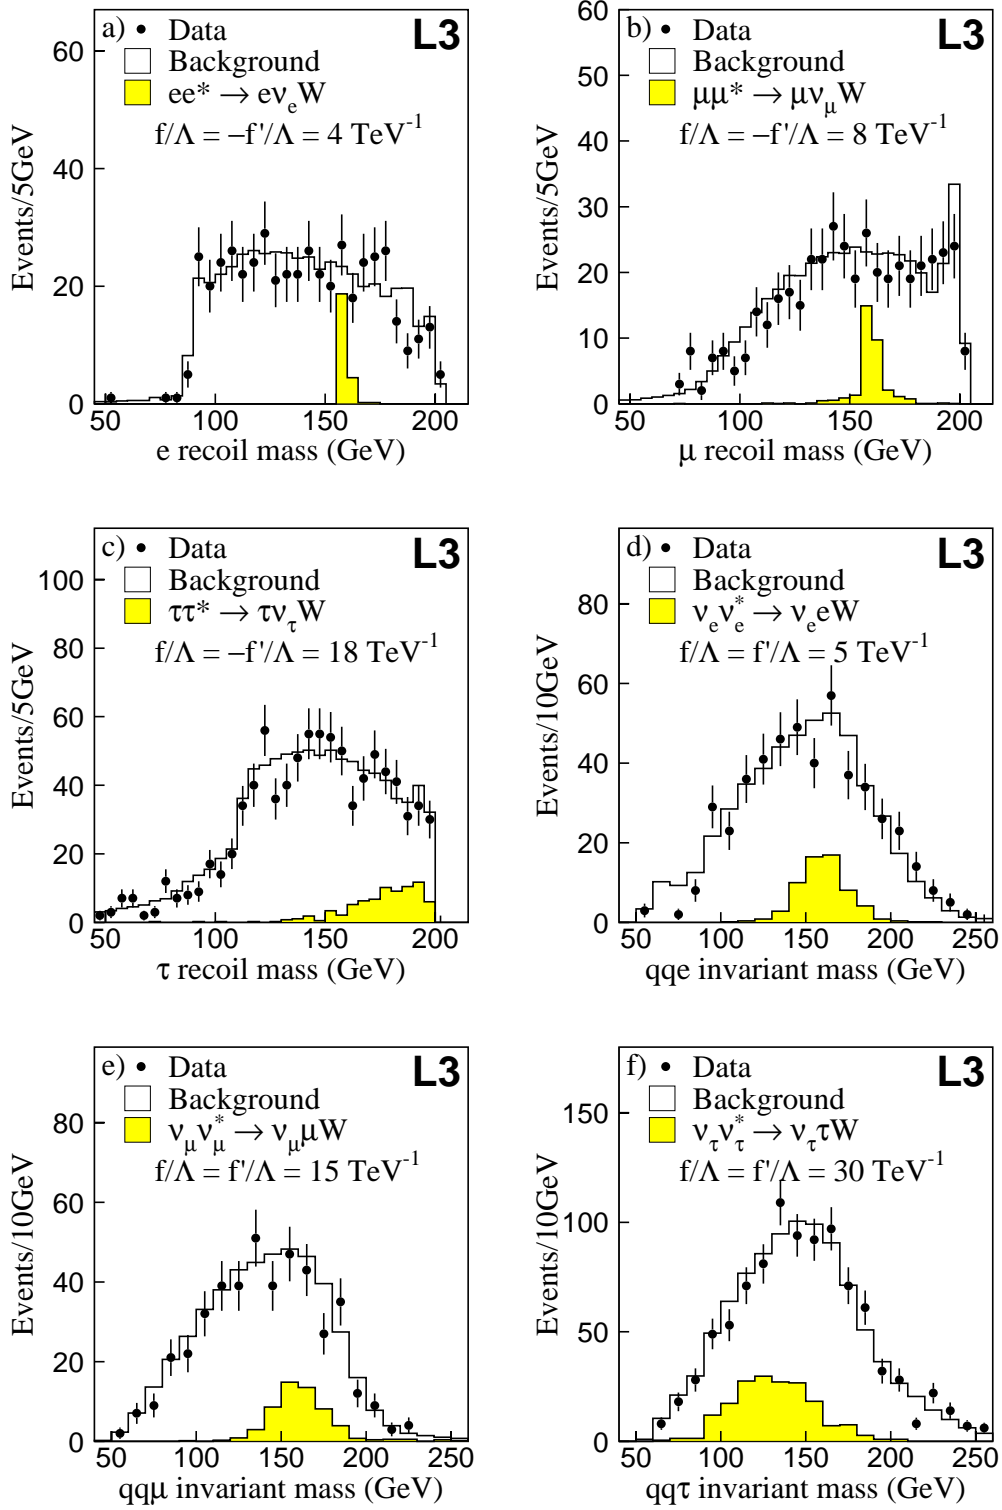 a) Data L3
Background
ee* → eν_eW
f/Λ = −f'/Λ = 4 TeV⁻¹
Events/5GeV
60
40
20
0
50 100 150 200
e recoil mass (GeV)
b) Data L3
Background
μμ* → μν_μW
f/Λ = −f'/Λ = 8 TeV⁻¹
Events/5GeV
60
50
40
30
20
10
0
50 100 150 200
μ recoil mass (GeV)
c) Data L3
Background
ττ* → τν_τW
f/Λ = −f'/Λ = 18 TeV⁻¹
Events/5GeV
100
80
60
40
20
0
50 100 150 200
τ recoil mass (GeV)
d) Data L3
Background
ν_eν_e* → ν_eeW
f/Λ = f'/Λ = 5 TeV⁻¹
Events/10GeV
80
60
40
20
0
50 100 150 200 250
qqe invariant mass (GeV)
e) Data L3
Background
ν_μν_μ* → ν_μμW
f/Λ = f'/Λ = 15 TeV⁻¹
Events/10GeV
80
60
40
20
0
50 100 150 200 250
qqμ invariant mass (GeV)
f) Data L3
Background
ν_τν_τ* → ν_ττW
f/Λ = f'/Λ = 30 TeV⁻¹
Events/10GeV
150
100
50
0
50 100 150 200 250
qqτ invariant mass (GeV)